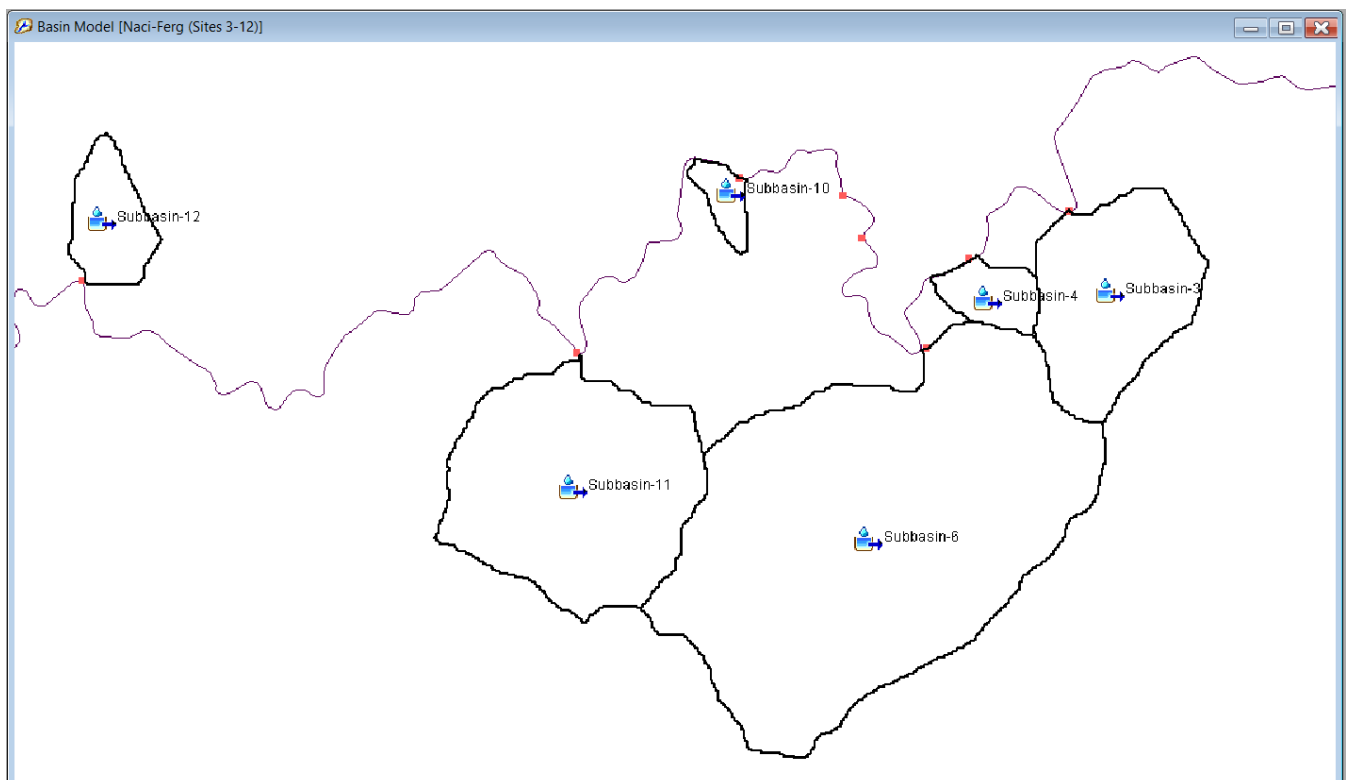 Basin Model [Naci-Ferg (Sites 3-12)]
Subbasin-12
Subbasin-10
Subbasin-4
Subbasin-3
Subbasin-11
Subbasin-6